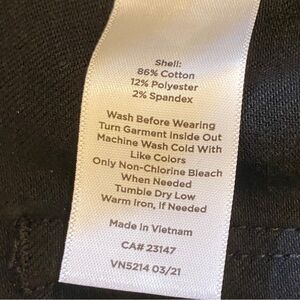 Shell:
86% Cotton
12% Polyester
2% Spandex
Wash Before Wearing
Turn Garment Inside Out
Machine Wash Cold With
Like Colors
Only Non-Chlorine Bleach
When Needed
Tumble Dry Low
Warm Iron, If Needed
Made in Vietnam
CA# 23147
VN5214 03/21